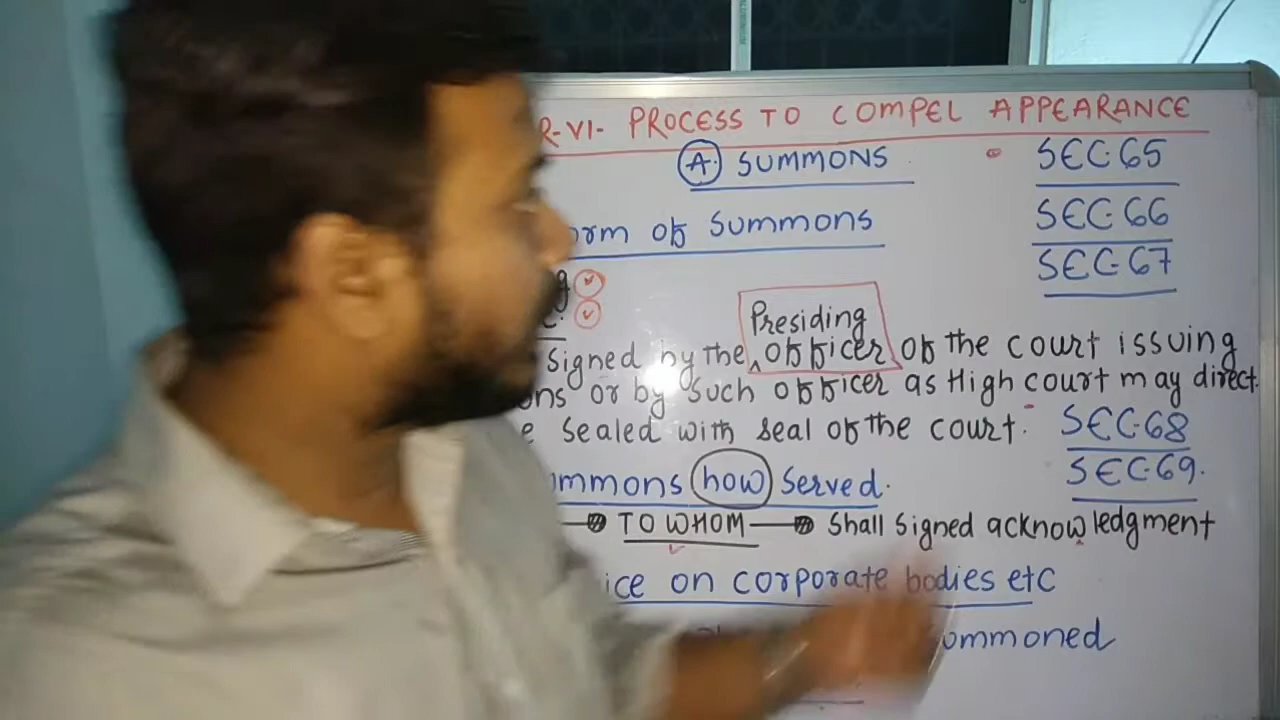 R-VI- PROCESS TO COMPEL APPEARANCE
(A) SUMMONS
SEC-65
orm of Summons
SEC-66
SEC-67
Presiding
Signed by the ^ officer of the court issuing
ons or by such officer as High court may direct
e sealed with seal of the court.
SEC-68
SEC-69.
mmons how served.
TO WHOM Shall signed acknowledgment
ice on corporate bodies etc
ummoned